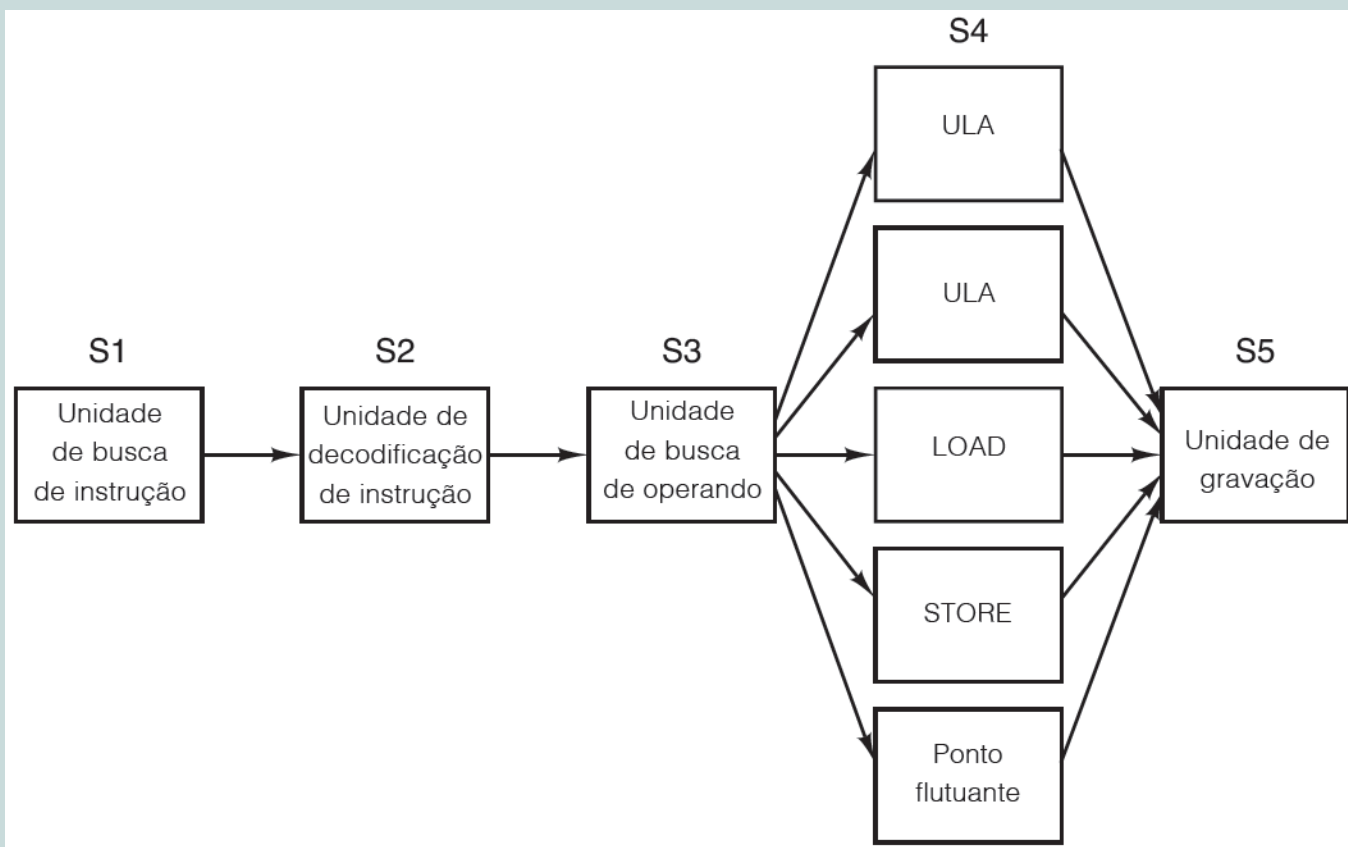 S1
Unidade
de busca
de instrução
S2
Unidade de
decodificação
de instrução
S3
Unidade
de busca
de operando
S4
ULA
ULA
LOAD
STORE
Ponto
flutuante
S5
Unidade de
gravação